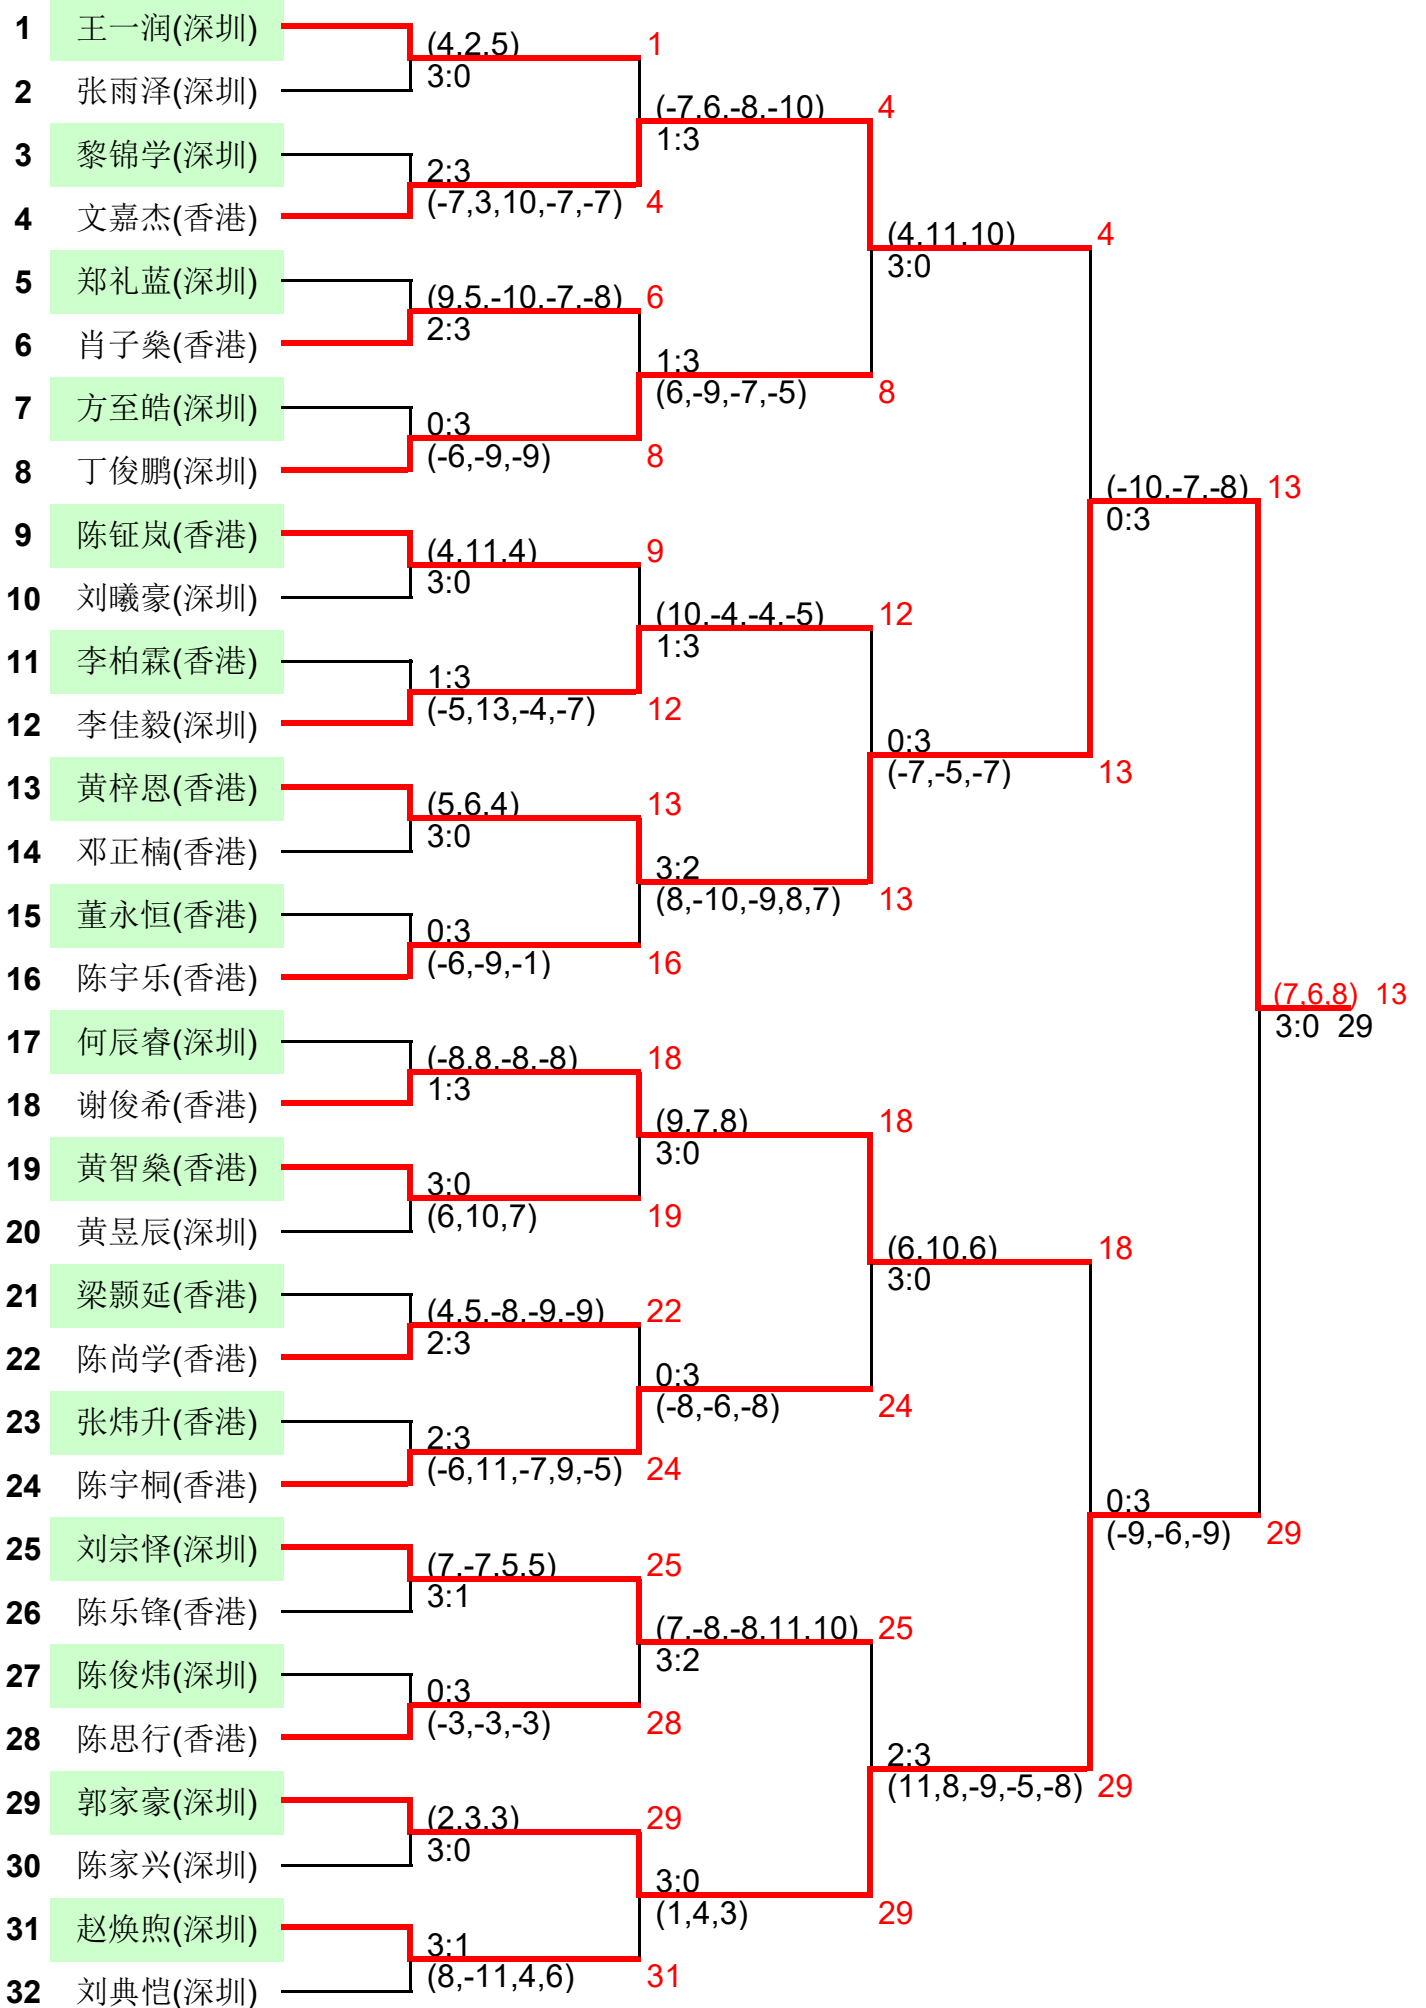 1 王一润(深圳)
(4,2,5) 1
3:0
2 张雨泽(深圳)
(-7,6,-8,-10) 4
1:3
3 黎锦学(深圳)
2:3
(-7,3,10,-7,-7) 4
4 文嘉杰(香港)
(4,11,10) 4
3:0
5 郑礼蓝(深圳)
(9,5,-10,-7,-8) 6
2:3
6 肖子燊(香港)
1:3
(6,-9,-7,-5) 8
7 方至皓(深圳)
0:3
(-6,-9,-9) 8
8 丁俊鹏(深圳)
(-10,-7,-8) 13
0:3
9 陈钲岚(香港)
(4,11,4) 9
3:0
10 刘曦豪(深圳)
(10,-4,-4,-5) 12
1:3
11 李柏霖(香港)
1:3
(-5,13,-4,-7) 12
12 李佳毅(深圳)
0:3
(-7,-5,-7) 13
13 黄梓恩(香港)
(5,6,4) 13
3:0
14 邓正楠(香港)
3:2
(8,-10,-9,8,7) 13
15 董永恒(香港)
0:3
(-6,-9,-1) 16
16 陈宇乐(香港)
(7,6,8) 13
3:0 29
17 何辰睿(深圳)
(-8,8,-8,-8) 18
1:3
18 谢俊希(香港)
(9,7,8) 18
3:0
19 黄智燊(香港)
3:0
(6,10,7) 19
20 黄昱辰(深圳)
(6,10,6) 18
3:0
21 梁颢延(香港)
(4,5,-8,-9,-9) 22
2:3
22 陈尚学(香港)
0:3
(-8,-6,-8) 24
23 张炜升(香港)
2:3
(-6,11,-7,9,-5) 24
24 陈宇桐(香港)
0:3
(-9,-6,-9) 29
25 刘宗怿(深圳)
(7,-7,5,5) 25
3:1
26 陈乐锋(香港)
(7,-8,-8,11,10) 25
3:2
27 陈俊炜(深圳)
0:3
(-3,-3,-3) 28
28 陈思行(香港)
2:3
(11,8,-9,-5,-8) 29
29 郭家豪(深圳)
(2,3,3) 29
3:0
30 陈家兴(深圳)
3:0
(1,4,3) 29
31 赵焕煦(深圳)
3:1
(8,-11,4,6) 31
32 刘典恺(深圳)